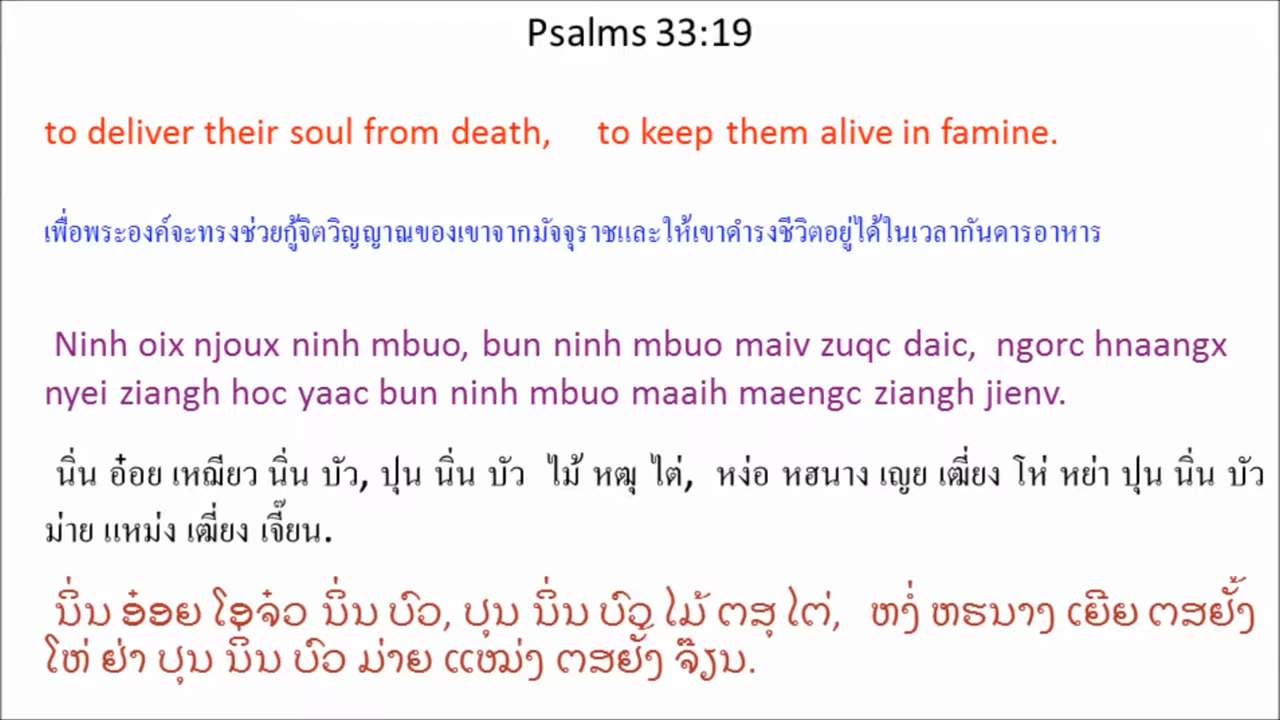 Psalms 33:19
to deliver their soul from death, to keep them alive in famine.
เพื่อพระองค์จะทรงช่วยกู้จิตวิญญาณของเขาจากมัจจุราชและให้เขาดำรงชีวิตอยู่ได้ในเวลากันดารอาหาร
Ninh oix njoux ninh mbuo, bun ninh mbuo maiv zuqc daic, ngorc hnaangx
nyei ziangh hoc yaac bun ninh mbuo maaih maengc ziangh jienv.
นิ่น อ๋อย เหฌียว นิ่น บัว, ปุน นิ่น บัว ไม้ หฒุ ไต่, หง่อ หฮนาง เญย เฒี่ยง โห่ หย่า ปุน นิ่น บัว
ม่าย แหม่ง เฒี่ยง เจี๊ยน.
ນິ່ນ ອ໋ອຍ ໂອຈ໋ວ ນິ່ນ ບົວ, ປຸນ ນິ່ນ ບົວ ໄມ້ ຕສຸ ໄຕ່, ຫງໍ່ ຫຮນາງ ເຍີຍ ຕສຢັ້ງ
ໂຫ່ ຢ່າ ປຸນ ນິ່ນ ບົວ ມ່າຍ ແໝ່ງ ຕສຢັ້ງ ຈ໊ຽນ.